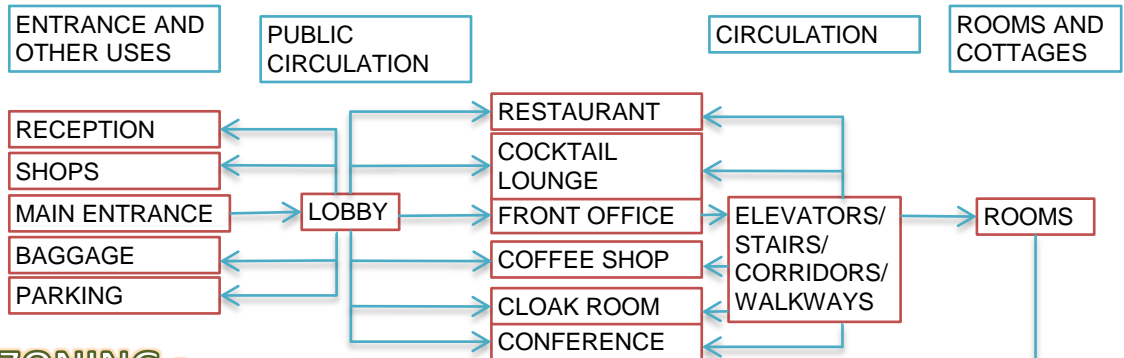 ENTRANCE AND
OTHER USES
PUBLIC
CIRCULATION
CIRCULATION
ROOMS AND
COTTAGES
RECEPTION
SHOPS
MAIN ENTRANCE
BAGGAGE
PARKING
LOBBY
RESTAURANT
COCKTAIL
LOUNGE
FRONT OFFICE
COFFEE SHOP
CLOAK ROOM
CONFERENCE
ELEVATORS/
STAIRS/
CORRIDORS/
WALKWAYS
ROOMS
ZONING :